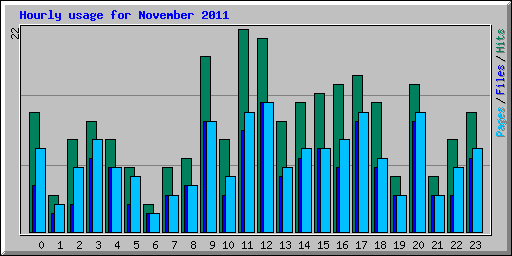 Hourly usage for November 2011
22
Pages/Files/Hits
0 1 2 3 4 5 6 7 8 9 10 11 12 13 14 15 16 17 18 19 20 21 22 23